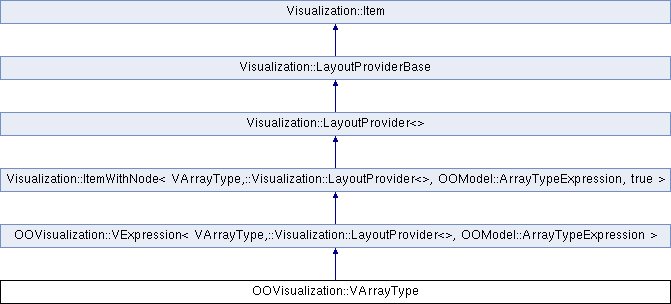 Visualization::Item
Visualization::LayoutProviderBase
Visualization::LayoutProvider<>
Visualization::ItemWithNode< VArrayType,::Visualization::LayoutProvider<>, OOModel::ArrayTypeExpression, true >
OOVisualization::VExpression< VArrayType,::Visualization::LayoutProvider<>, OOModel::ArrayTypeExpression >
OOVisualization::VArrayType